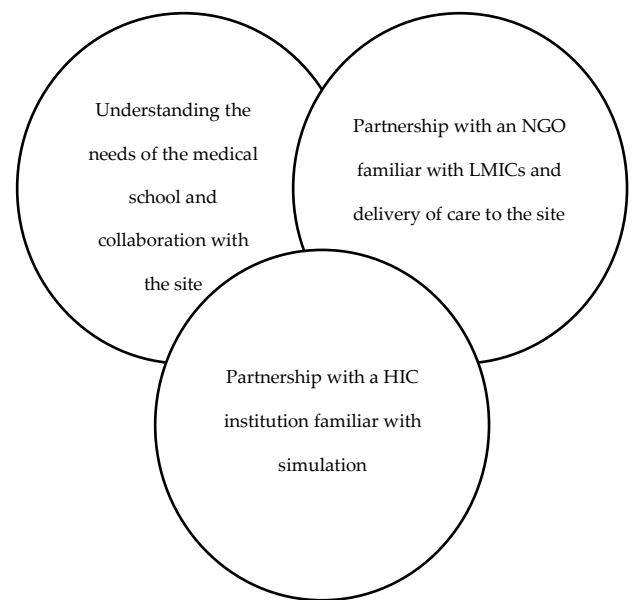 Understanding the
needs of the medical
school and
collaboration with
the site
Partnership with an NGO
familiar with LMICs and
delivery of care to the site
Partnership with a HIC
institution familiar with
simulation